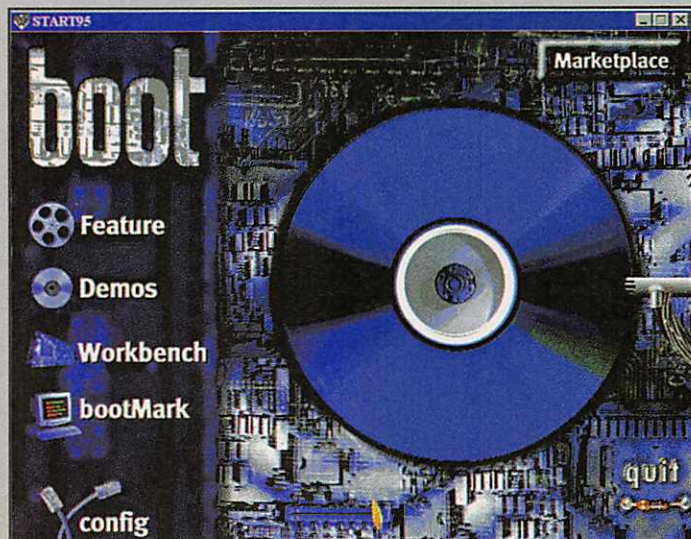 START95
boot
Marketplace
Feature
Demos
Workbench
bootMark
config
quit